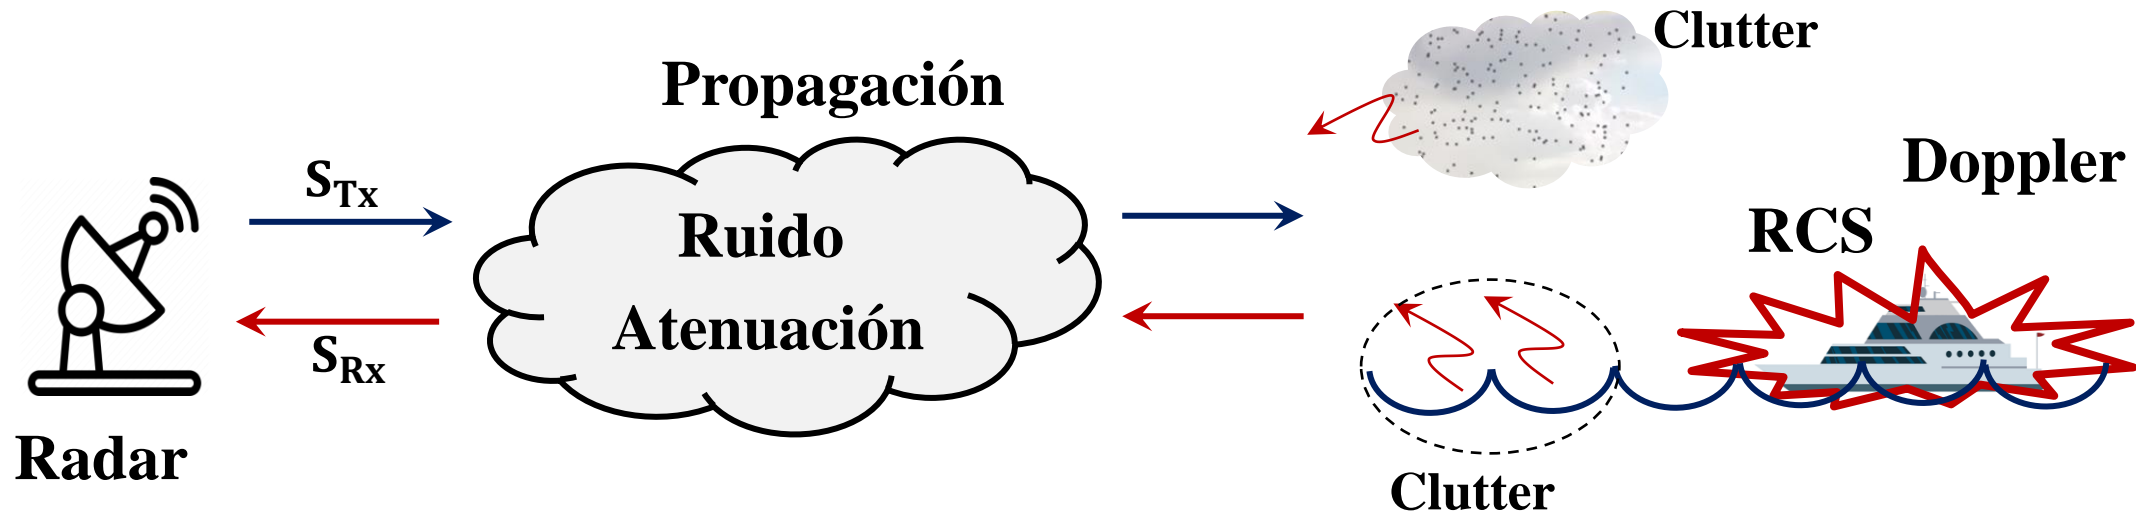 Clutter
Propagación
Doppler
S_Tx
RCS
Ruido
Atenuación
S_Rx
Radar
Clutter